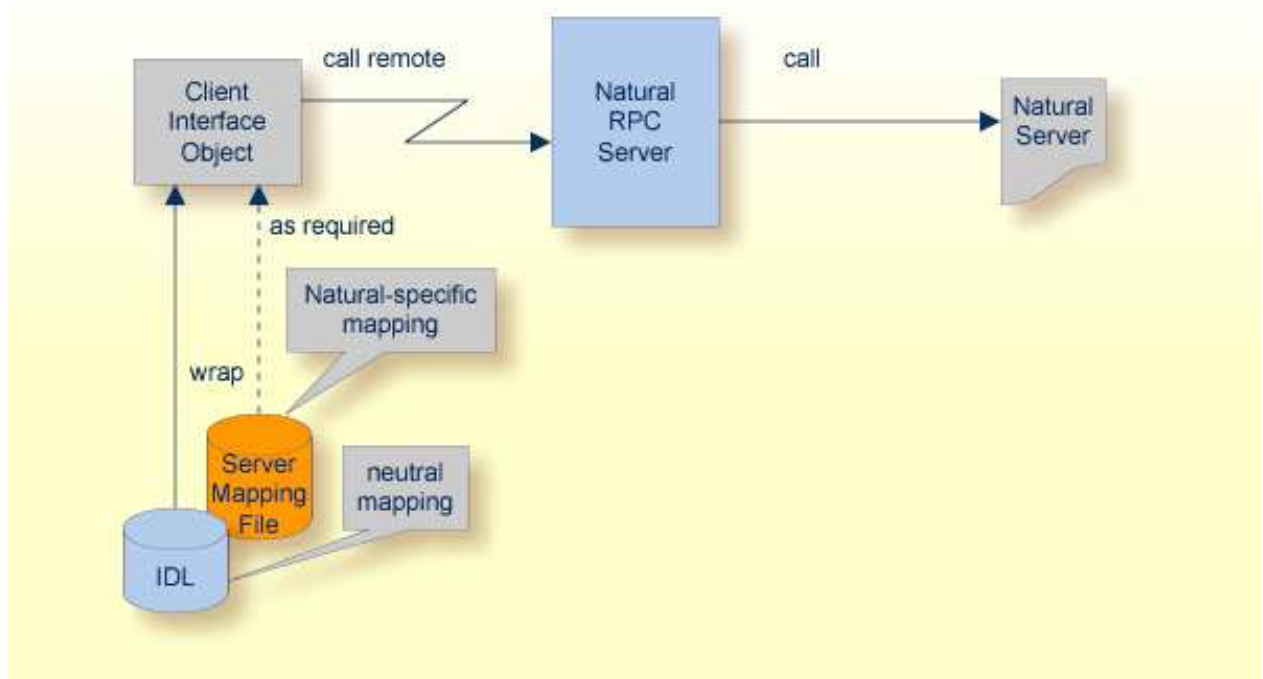 call remote
call
Client
Interface
Object
Natural
RPC
Server
Natural
Server
as required
Natural-specific
mapping
wrap
Server
Mapping
File
neutral
mapping
IDL